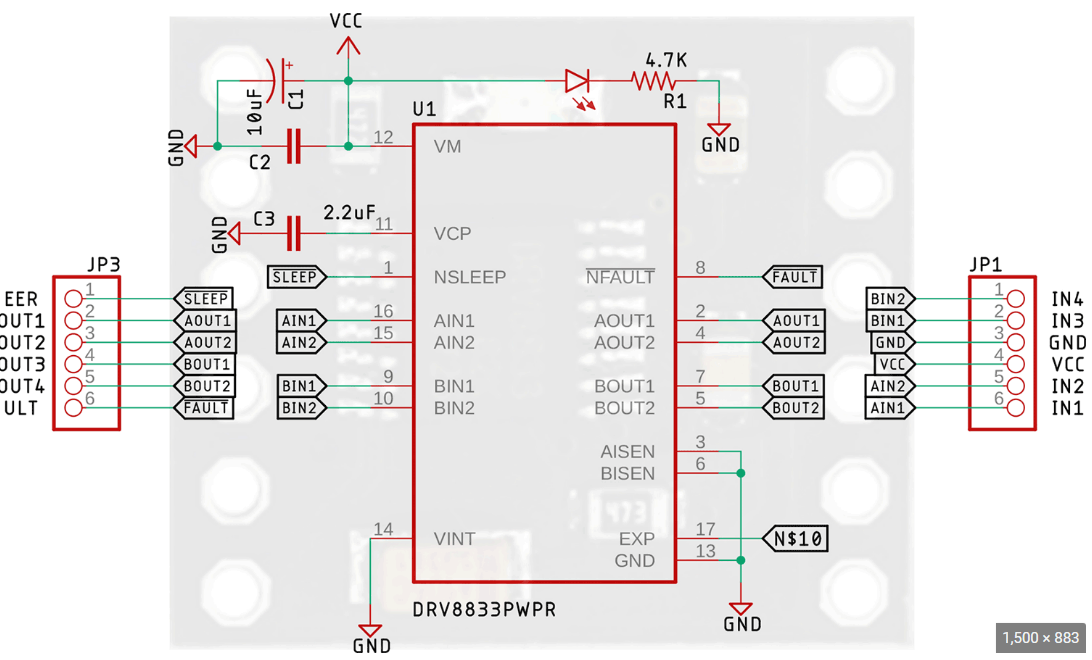 VCC
4.7K
+
R1
10uF
C1
GND
C2
GND
U1
12 VM
C3 2.2uF
GND
11 VCP
SLEEP 1 NSLEEP
NFAULT 8 FAULT
AIN1 16 AIN1
AOUT1 2 AOUT1
AIN2 15 AIN2
AOUT2 4 AOUT2
BIN1 9 BIN1
BOUT1 7 BOUT1
BIN2 10 BIN2
BOUT2 5 BOUT2
AISEN 3
BISEN 6
473
14 VINT
EXP 17 N$10
GND 13
GND
GND
DRV8833PWPR
JP3
EER 1 SLEEP
OUT1 2 AOUT1
OUT2 3 AOUT2
OUT3 4 BOUT1
OUT4 5 BOUT2
ULT 6 FAULT
JP1
BIN2 1 IN4
BIN1 2 IN3
GND 3 GND
VCC 4 VCC
AIN2 5 IN2
AIN1 6 IN1
1,500 × 883